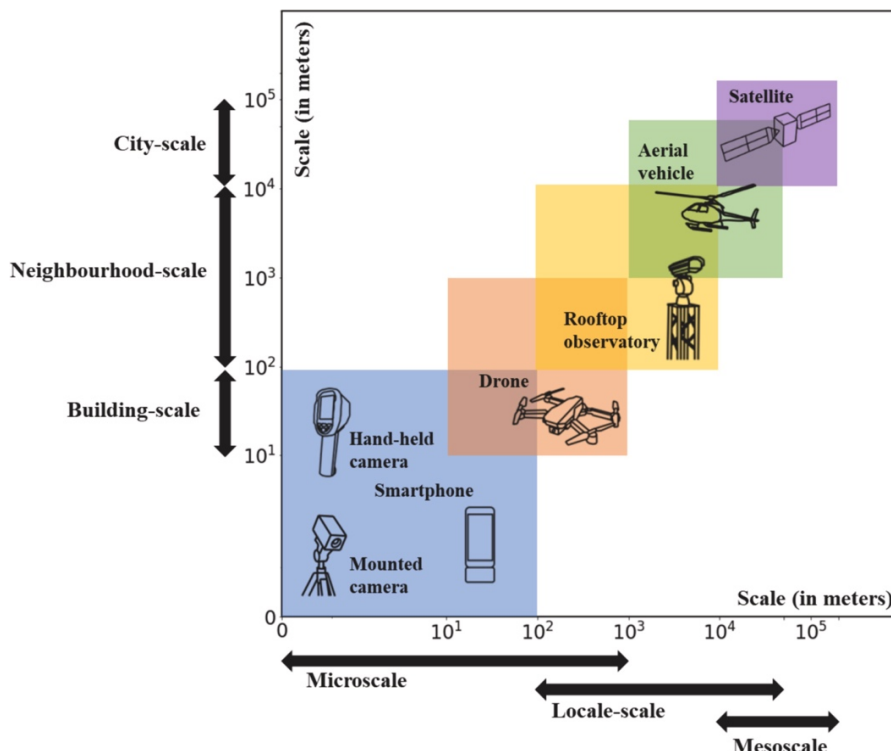 Scale (in meters)
10⁵
10⁴
10³
10²
10¹
0
City-scale
Neighbourhood-scale
Building-scale
Satellite
Aerial
vehicle
Rooftop
observatory
Drone
Hand-held
camera
Smartphone
Mounted
camera
Scale (in meters)
0
10¹
10²
10³
10⁴
10⁵
Microscale
Locale-scale
Mesoscale